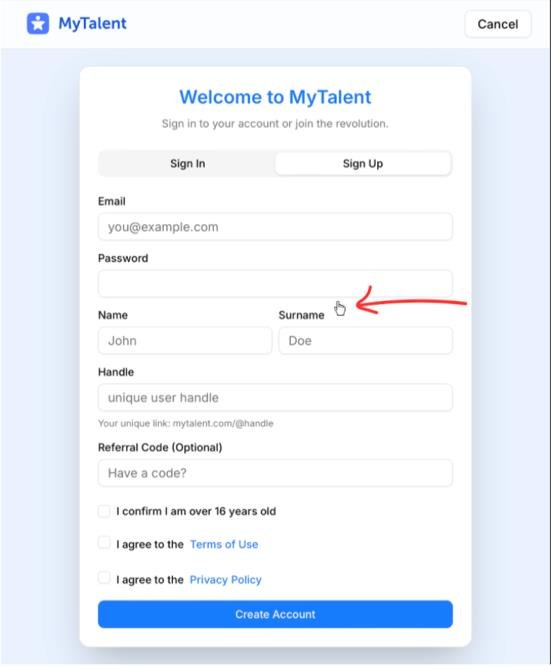 MyTalent
Cancel
Welcome to MyTalent
Sign in to your account or join the revolution.
Sign In Sign Up
Email
you@example.com
Password
Name Surname
John Doe
Handle
unique user handle
Your unique link: mytalent.com/@handle
Referral Code (Optional)
Have a code?
I confirm I am over 16 years old
I agree to the Terms of Use
I agree to the Privacy Policy
Create Account